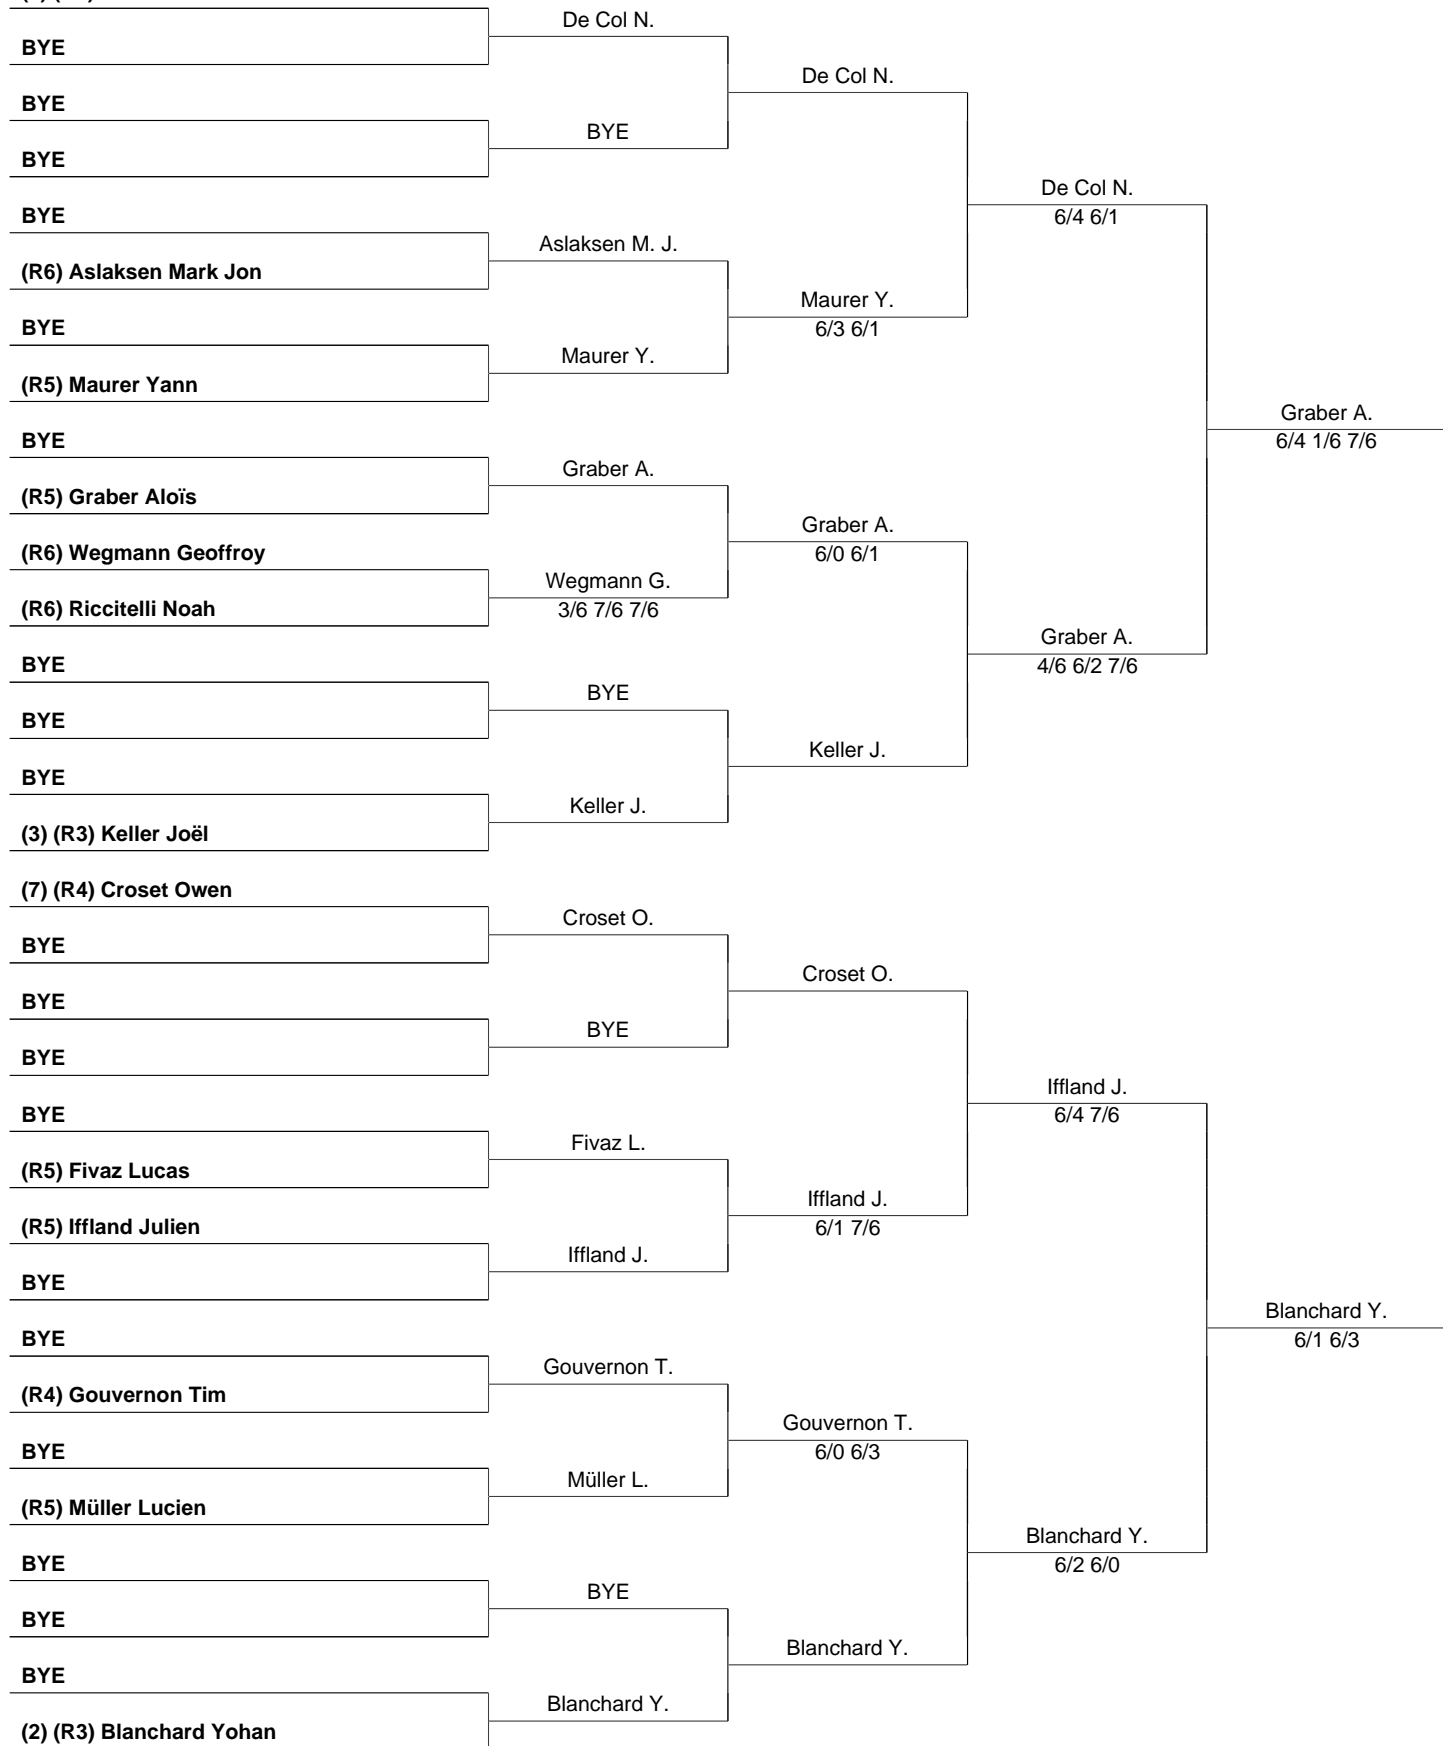 BYE
BYE
BYE
BYE
(R6) Aslaksen Mark Jon
BYE
(R5) Maurer Yann
BYE
(R5) Graber Aloïs
(R6) Wegmann Geoffroy
(R6) Riccitelli Noah
BYE
BYE
BYE
(3) (R3) Keller Joël
(7) (R4) Croset Owen
BYE
BYE
BYE
BYE
(R5) Fivaz Lucas
(R5) Iffland Julien
BYE
BYE
(R4) Gouvernon Tim
BYE
(R5) Müller Lucien
BYE
BYE
BYE
(2) (R3) Blanchard Yohan
De Col N.
BYE
Aslaksen M. J.
Maurer Y.
Graber A.
Wegmann G.
3/6 7/6 7/6
BYE
Keller J.
Croset O.
BYE
Fivaz L.
Iffland J.
Gouvernon T.
Müller L.
BYE
Blanchard Y.
De Col N.
Maurer Y.
6/3 6/1
Graber A.
6/0 6/1
Keller J.
Croset O.
Iffland J.
6/1 7/6
Gouvernon T.
6/0 6/3
Blanchard Y.
De Col N.
6/4 6/1
Graber A.
4/6 6/2 7/6
Iffland J.
6/4 7/6
Blanchard Y.
6/2 6/0
Graber A.
6/4 1/6 7/6
Blanchard Y.
6/1 6/3